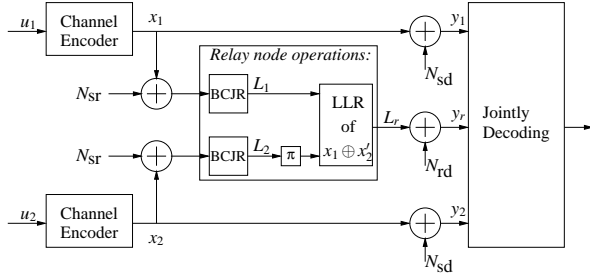 u1
Channel
Encoder
x1
y1
Nsd
Relay node operations:
Nsr
BCJR
L1
LLR
of
x1 ⊕ x2′
Lr
yr
Nrd
Jointly
Decoding
Nsr
BCJR
L2
π
u2
Channel
Encoder
x2
y2
Nsd